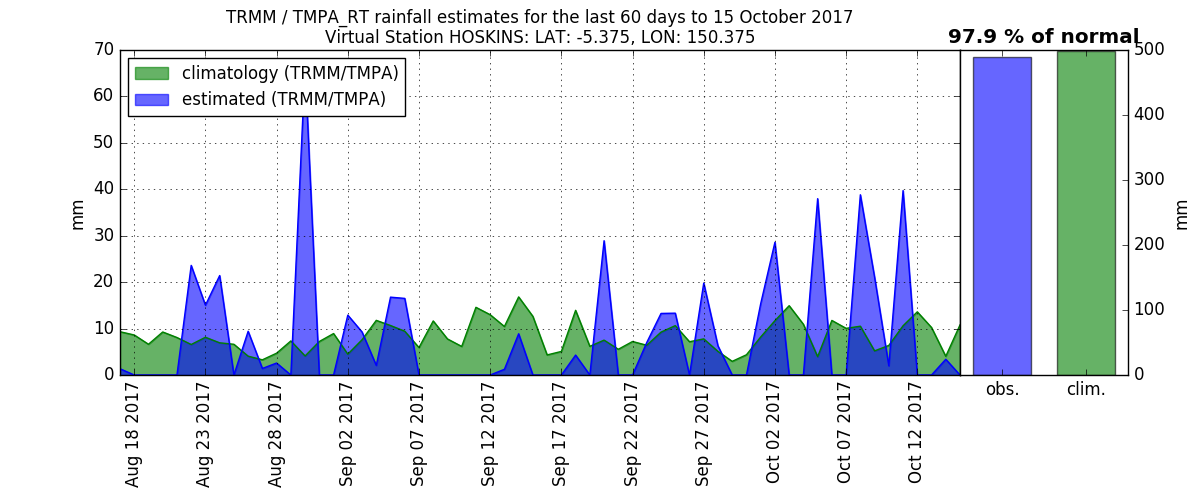 TRMM / TMPA_RT rainfall estimates for the last 60 days to 15 October 2017
Virtual Station HOSKINS: LAT: -5.375, LON: 150.375
97.9 % of normal
climatology (TRMM/TMPA)
estimated (TRMM/TMPA)
70
60
50
40
30
20
10
0
mm
Aug 18 2017
Aug 23 2017
Aug 28 2017
Sep 02 2017
Sep 07 2017
Sep 12 2017
Sep 17 2017
Sep 22 2017
Sep 27 2017
Oct 02 2017
Oct 07 2017
Oct 12 2017
500
400
300
200
100
0
mm
obs.
clim.